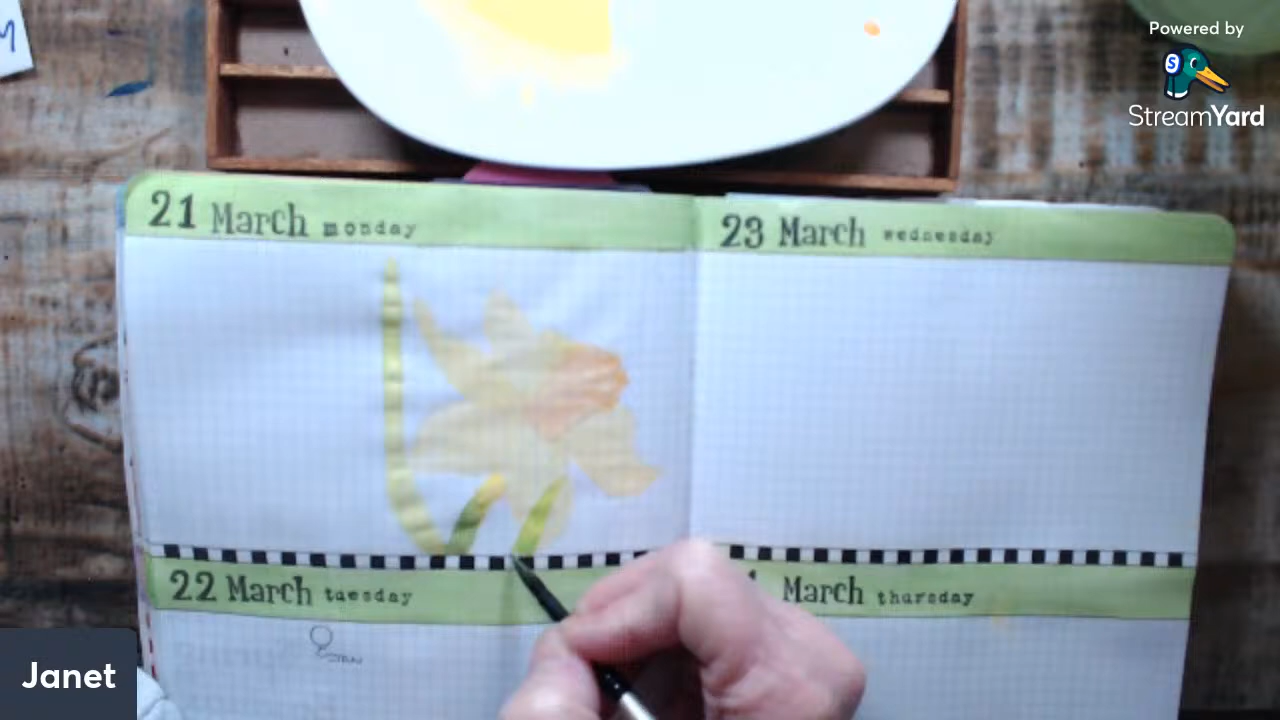 Powered by
StreamYard
21 March monday
23 March wednesday
22 March tuesday
March thursday
Janet